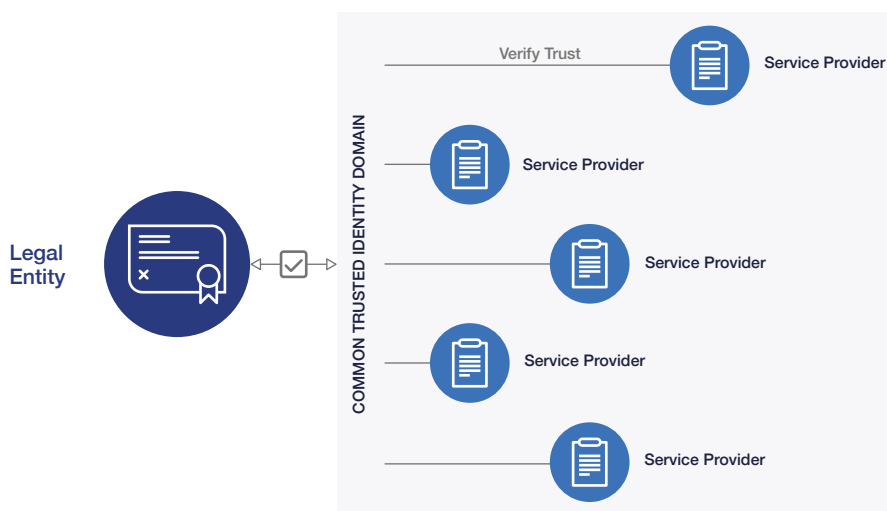 Legal
Entity
COMMON TRUSTED IDENTITY DOMAIN
Verify Trust
Service Provider
Service Provider
Service Provider
Service Provider
Service Provider